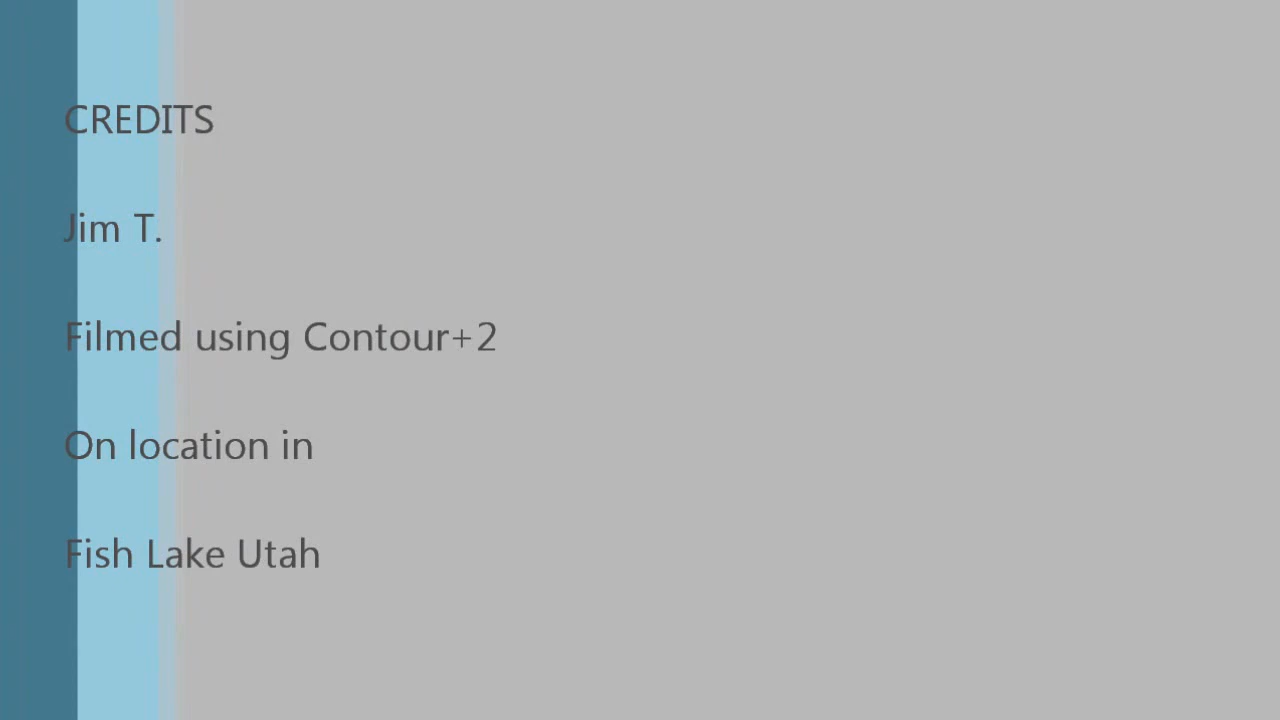 CREDITS
Jim T.
Filmed using Contour+2
On location in
Fish Lake Utah